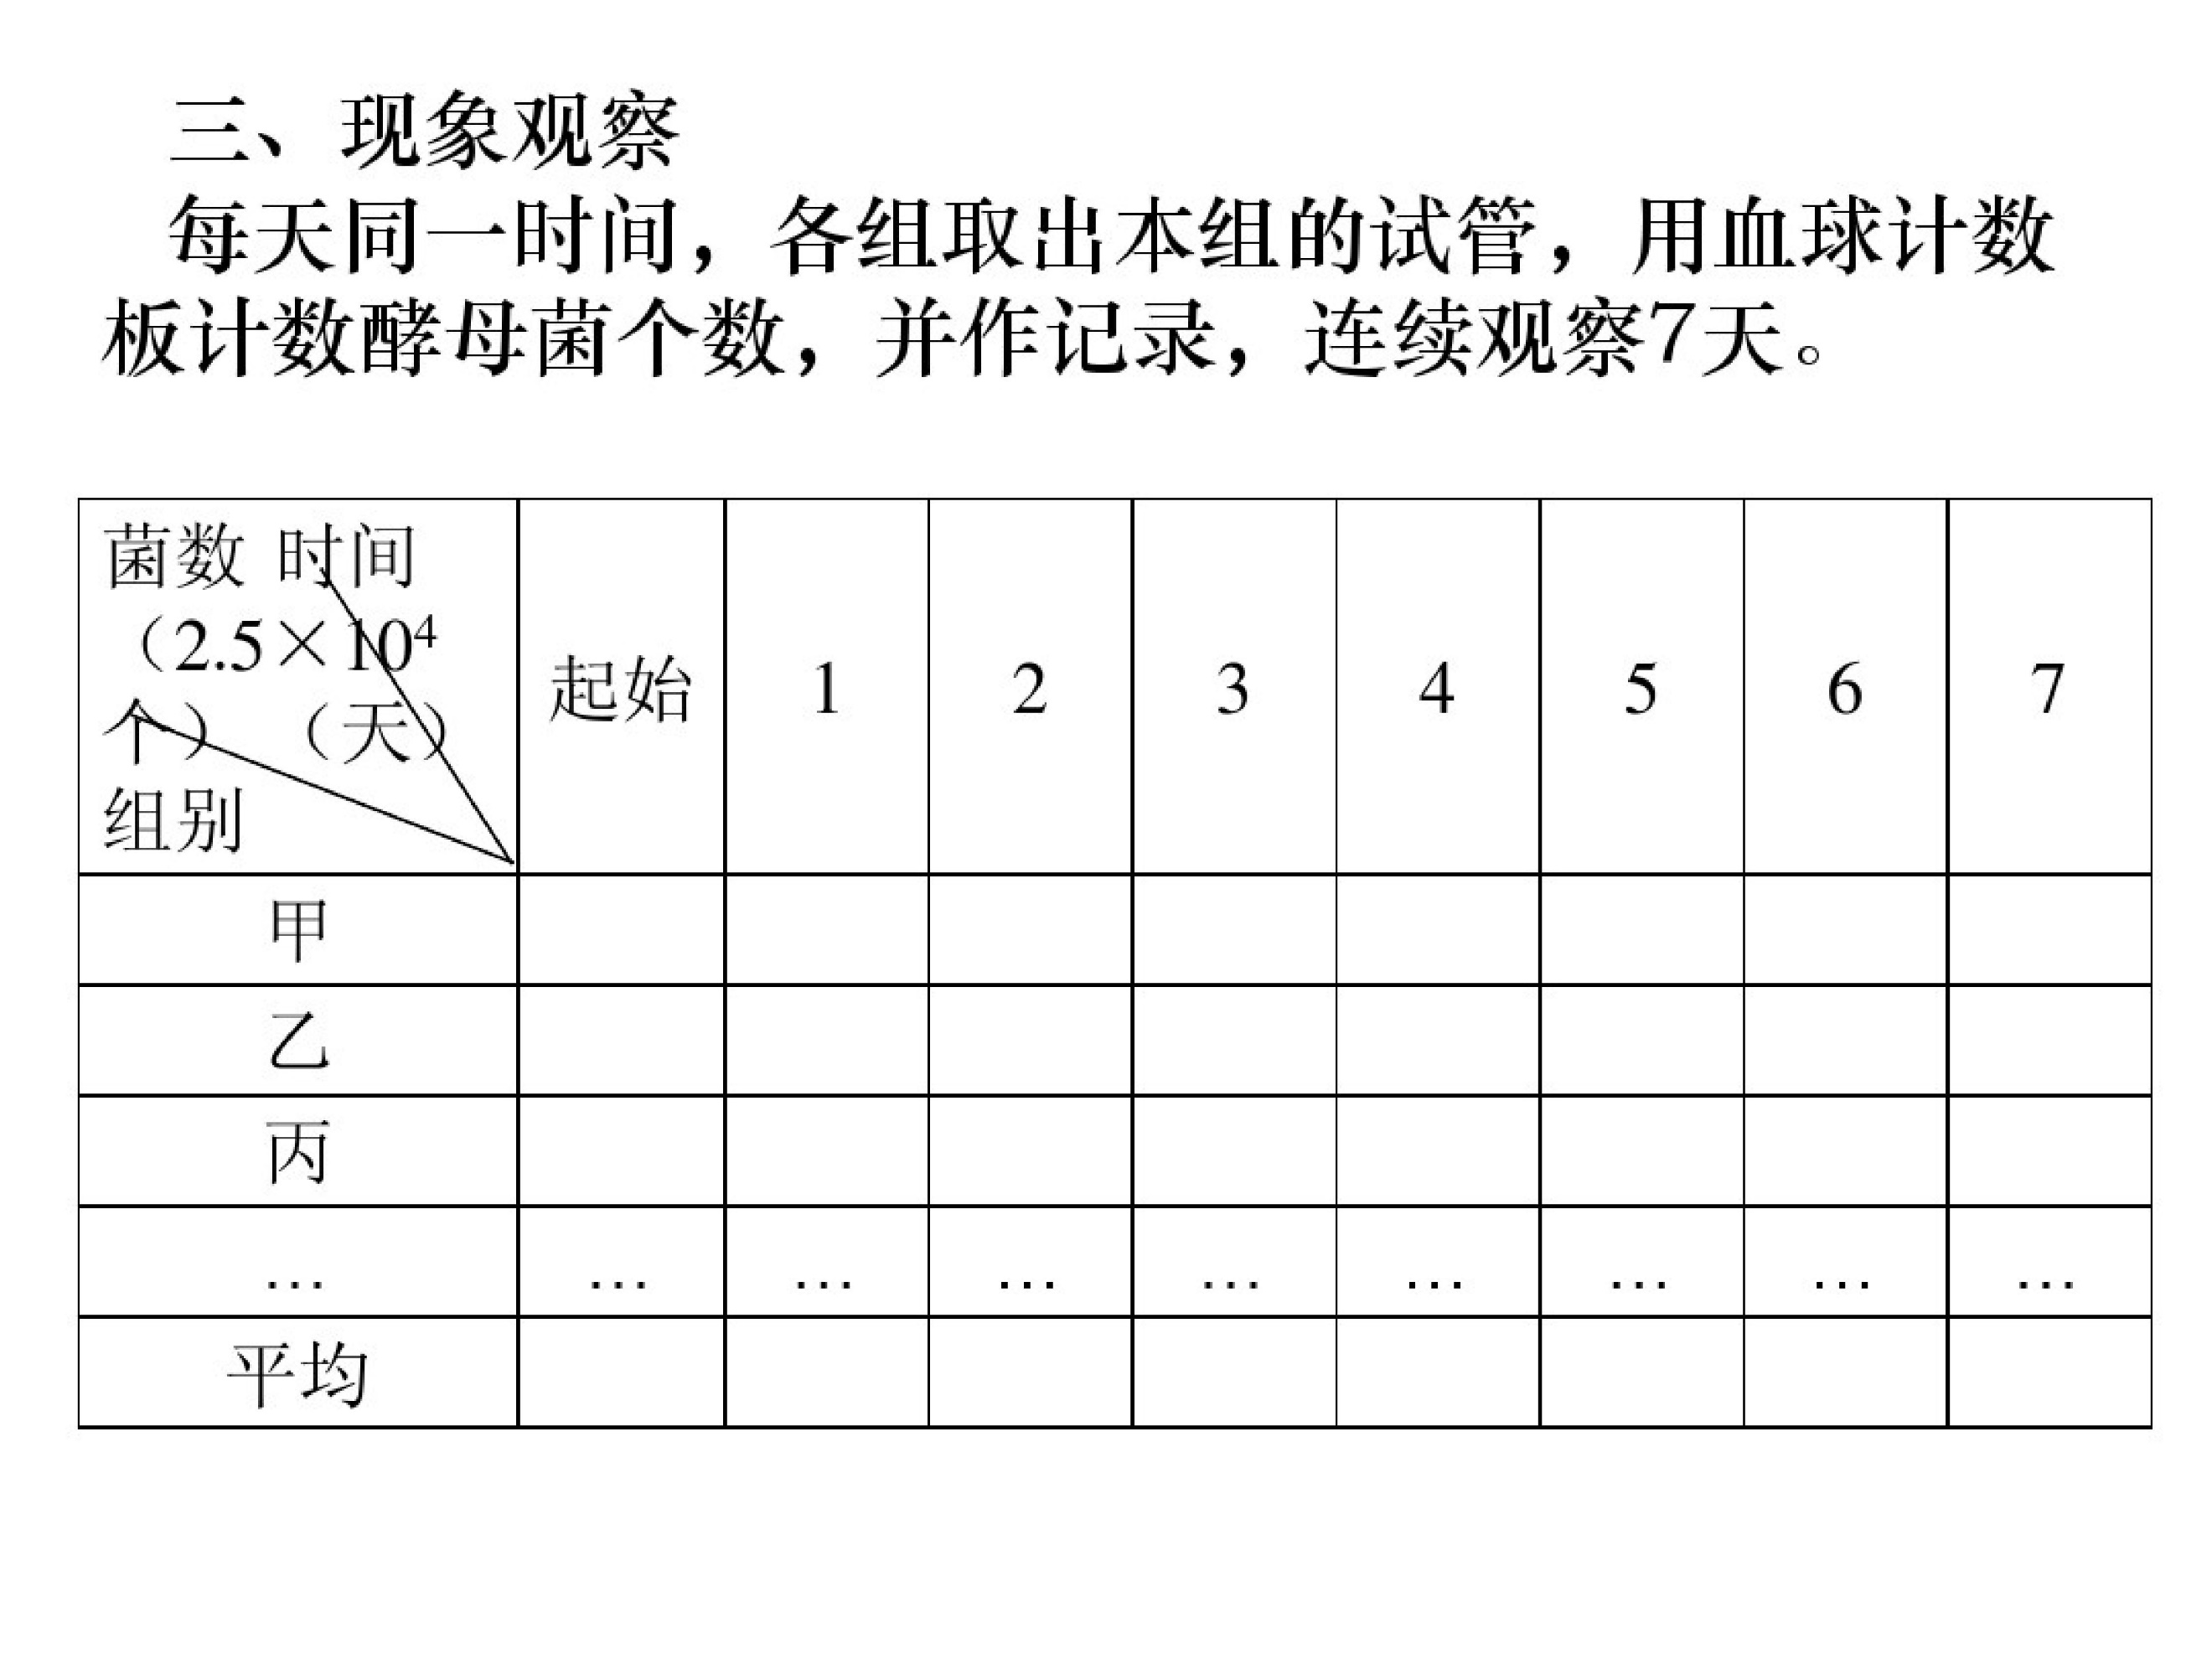 三、现象观察
每天同一时间，各组取出本组的试管，用血球计数
板计数酵母菌个数，并作记录，连续观察7天。
菌数 时间
（2.5×10⁴
个） （天）
组别
起始 1 2 3 4 5 6 7
甲
乙
丙
… … … … … … … … …
平均